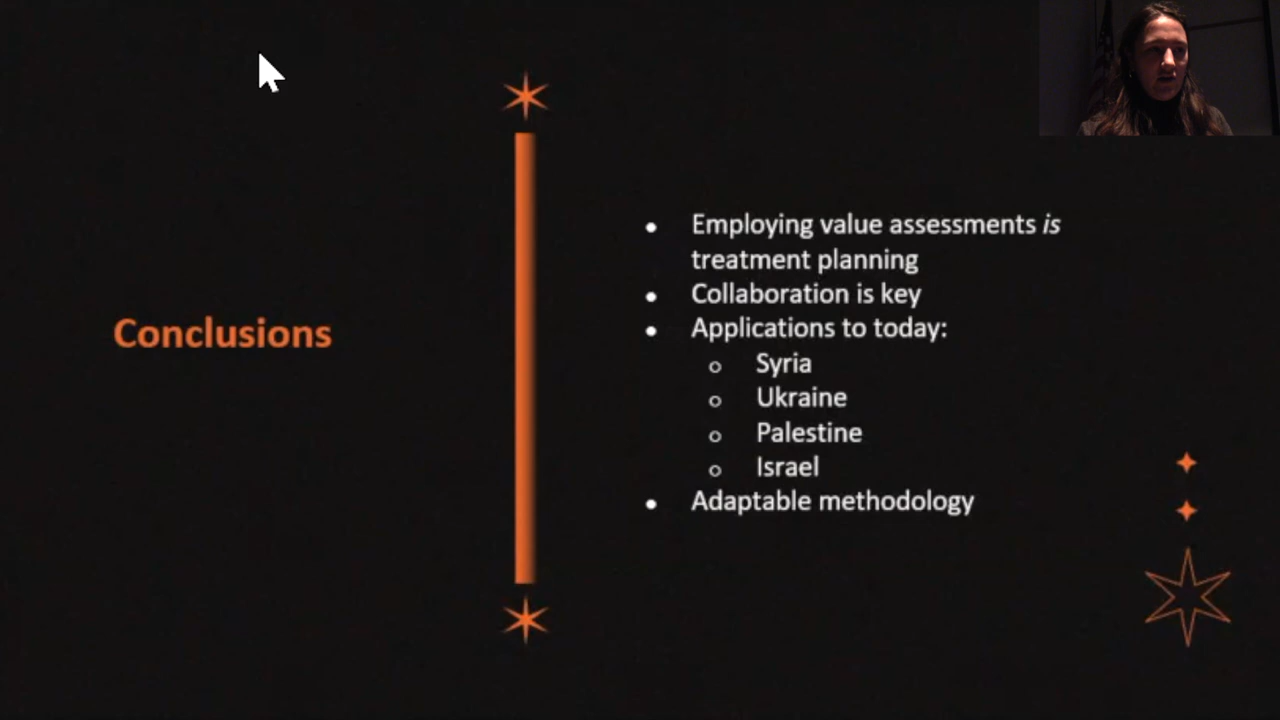 Conclusions
• Employing value assessments is
treatment planning
• Collaboration is key
• Applications to today:
o Syria
o Ukraine
o Palestine
o Israel
• Adaptable methodology